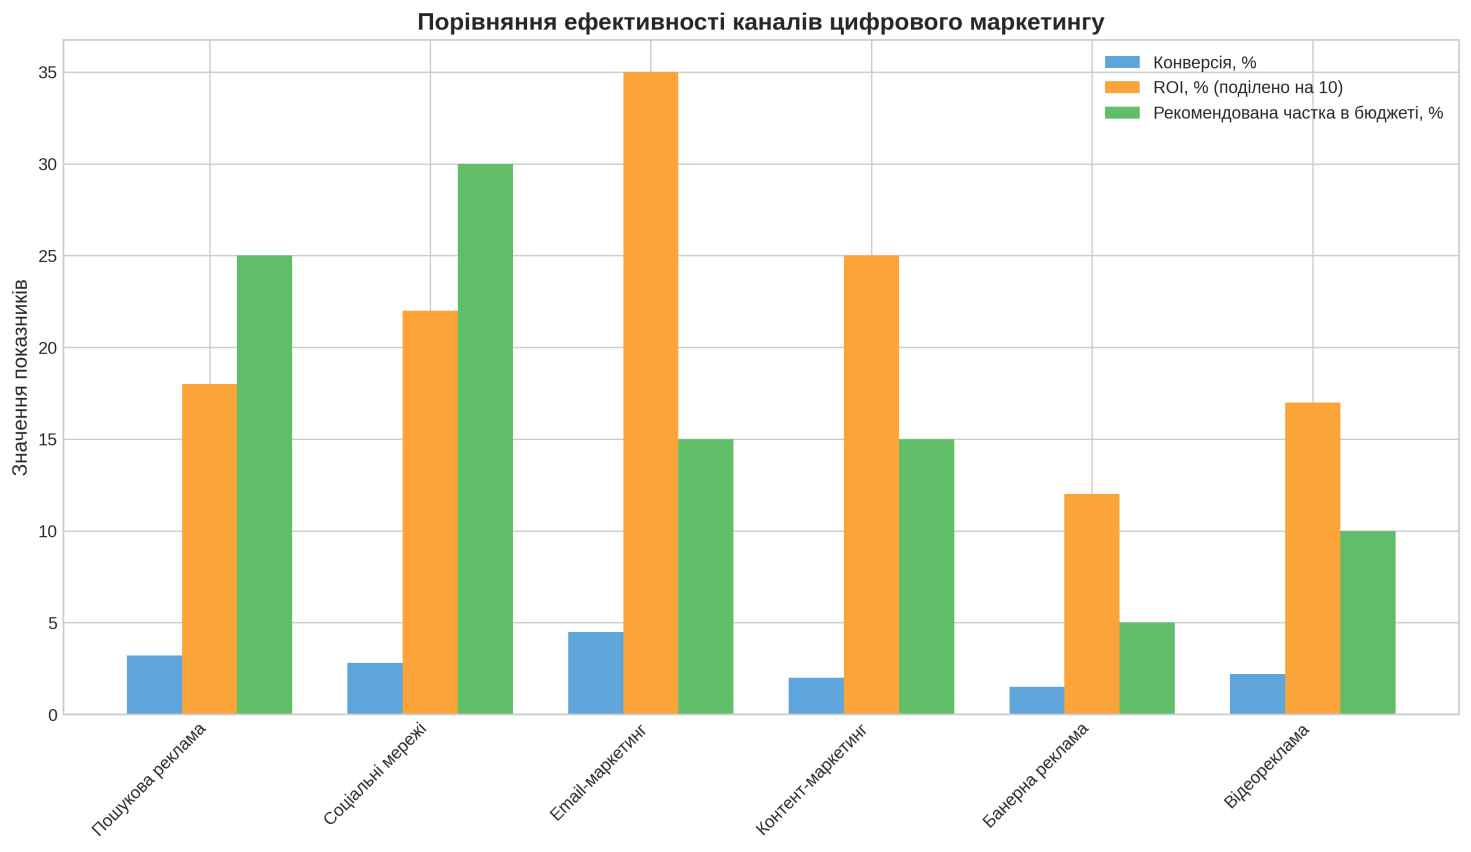 Порівняння ефективності каналів цифрового маркетингу
Конверсія, %
ROI, % (поділено на 10)
Рекомендована частка в бюджеті, %
Значення показників
35
30
25
20
15
10
5
0
Пошукова реклама
Соціальні мережі
Email-маркетинг
Контент-маркетинг
Банерна реклама
Відеореклама